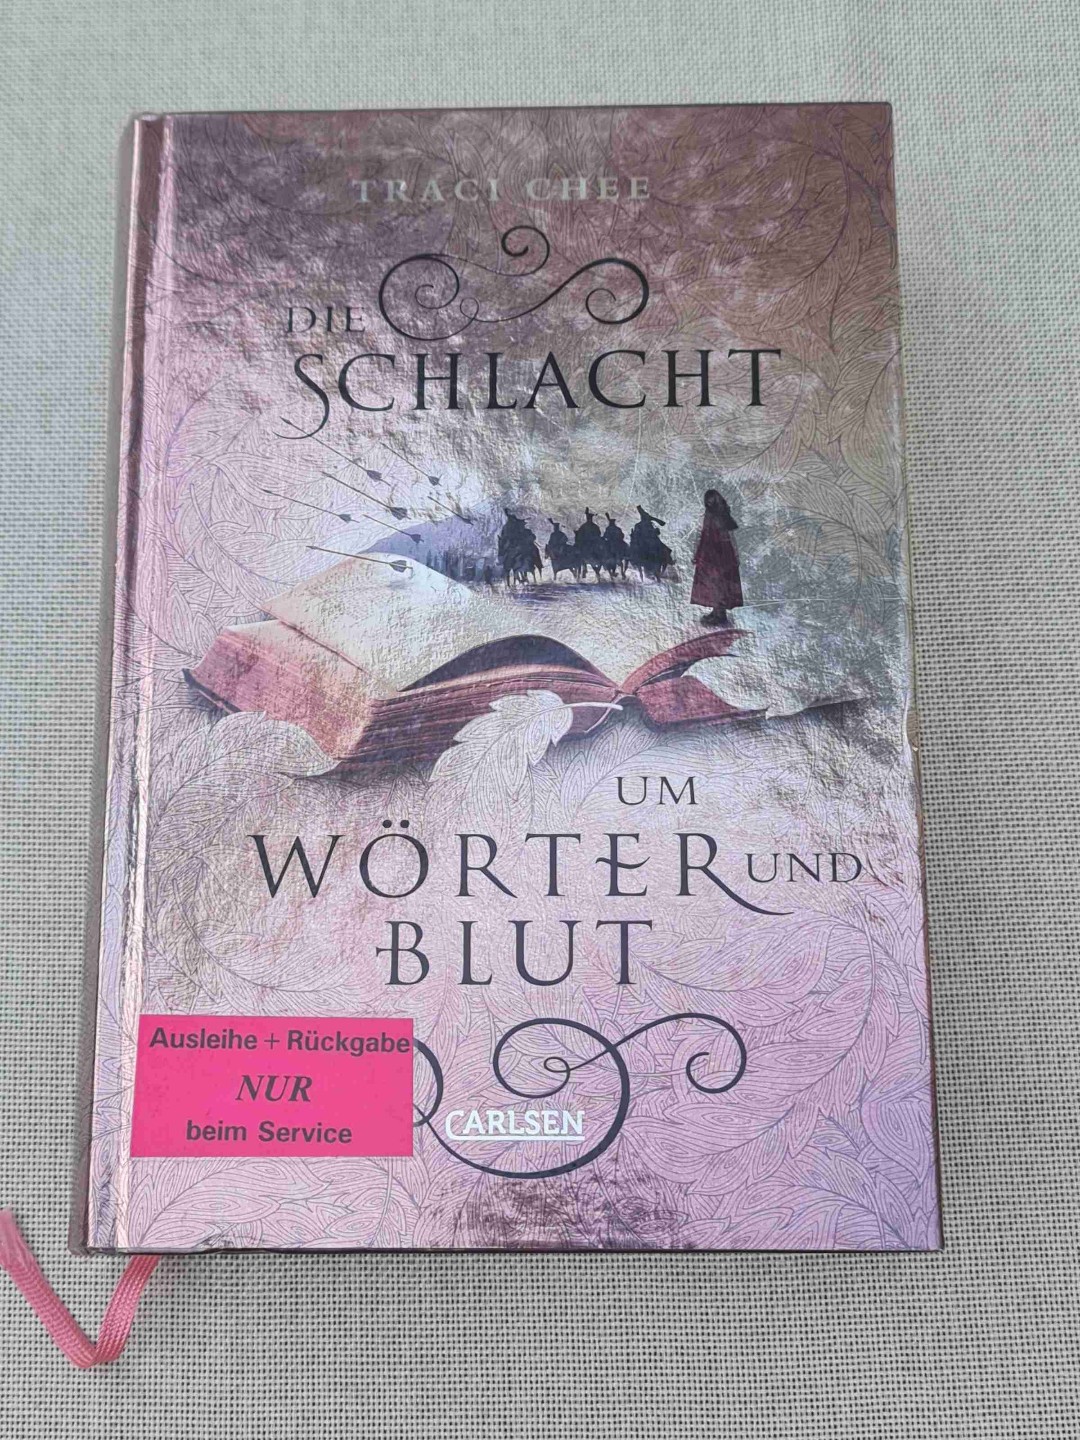 TRACI CHEE
DIE
SCHLACHT
UM
WÖRTER UND
BLUT
Ausleihe + Rückgabe
NUR
beim Service
CARLSEN